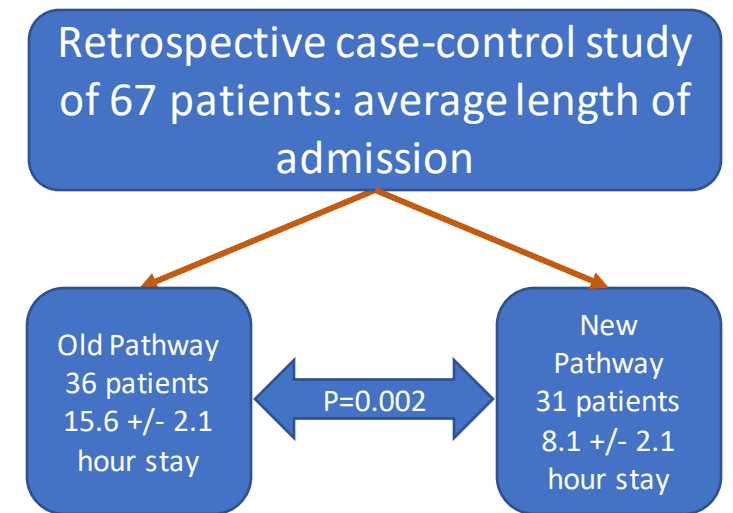 Retrospective case-control study
of 67 patients: average length of
admission
Old Pathway
36 patients
15.6 +/- 2.1
hour stay
P=0.002
New
Pathway
31 patients
8.1 +/- 2.1
hour stay